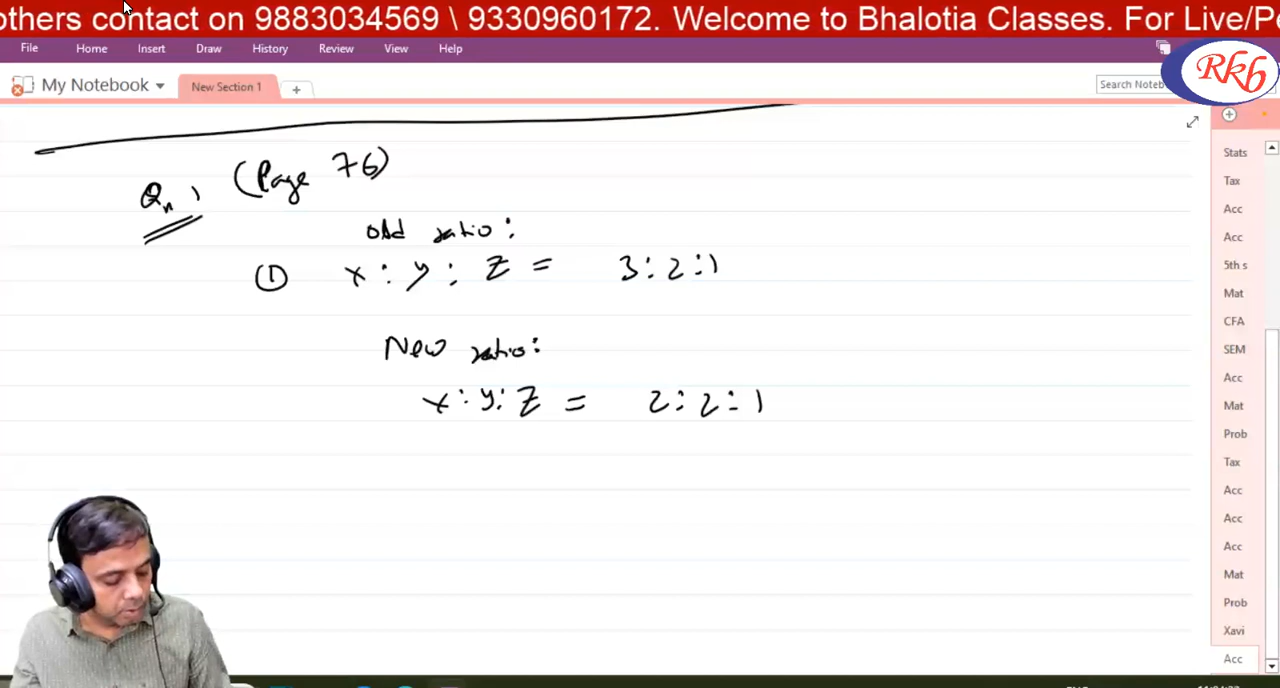 others contact on 9883034569 \ 9330960172. Welcome to Bhalotia Classes. For Live/Pe
File Home Insert Draw History Review View Help
Rkb
My Notebook New Section 1 + Search Noteb
Qn 1 (Page 76)
Old ratio:
① x : y : z = 3 : 2 : 1
New ratio:
x : y : z = 2 : 2 : 1
Stats
Tax
Acc
Acc
5th s
Mat
CFA
SEM
Acc
Mat
Prob
Tax
Acc
Acc
Acc
Mat
Prob
Xavi
Acc